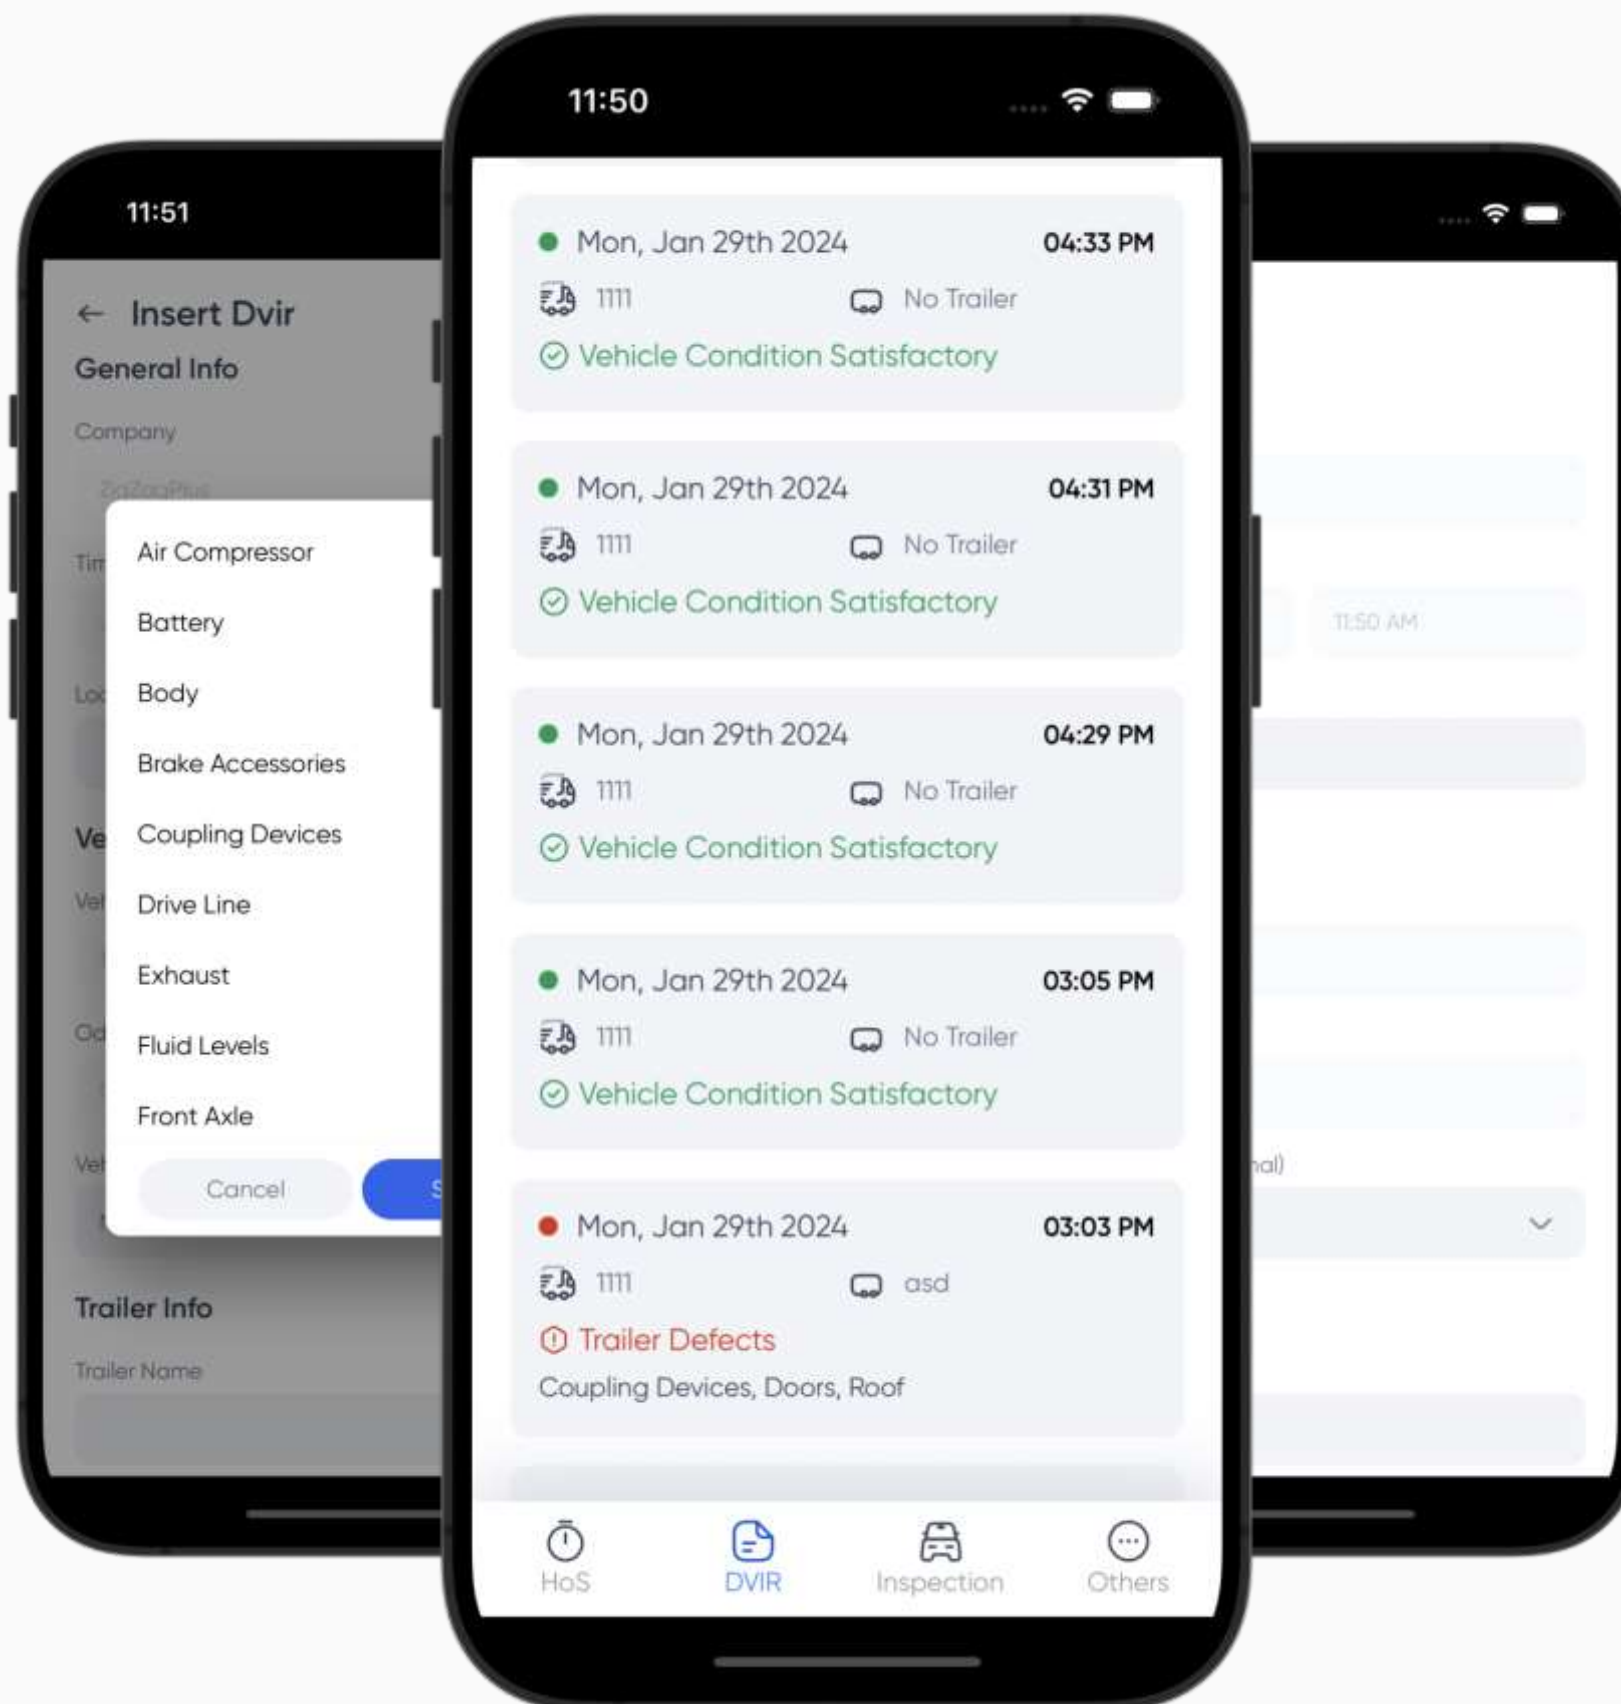 11:51
Insert Dvir
General Info
Company
ZigZagPlus
Air Compressor
Battery
Body
Brake Accessories
Coupling Devices
Drive Line
Exhaust
Fluid Levels
Front Axle
Cancel
Trailer Info
Trailer Name
11:50
Mon, Jan 29th 2024 04:33 PM
1111 No Trailer
Vehicle Condition Satisfactory
Mon, Jan 29th 2024 04:31 PM
1111 No Trailer
Vehicle Condition Satisfactory
Mon, Jan 29th 2024 04:29 PM
1111 No Trailer
Vehicle Condition Satisfactory
Mon, Jan 29th 2024 03:05 PM
1111 No Trailer
Vehicle Condition Satisfactory
Mon, Jan 29th 2024 03:03 PM
1111 asd
Trailer Defects
Coupling Devices, Doors, Roof
HoS DVIR Inspection Others
11:50 AM